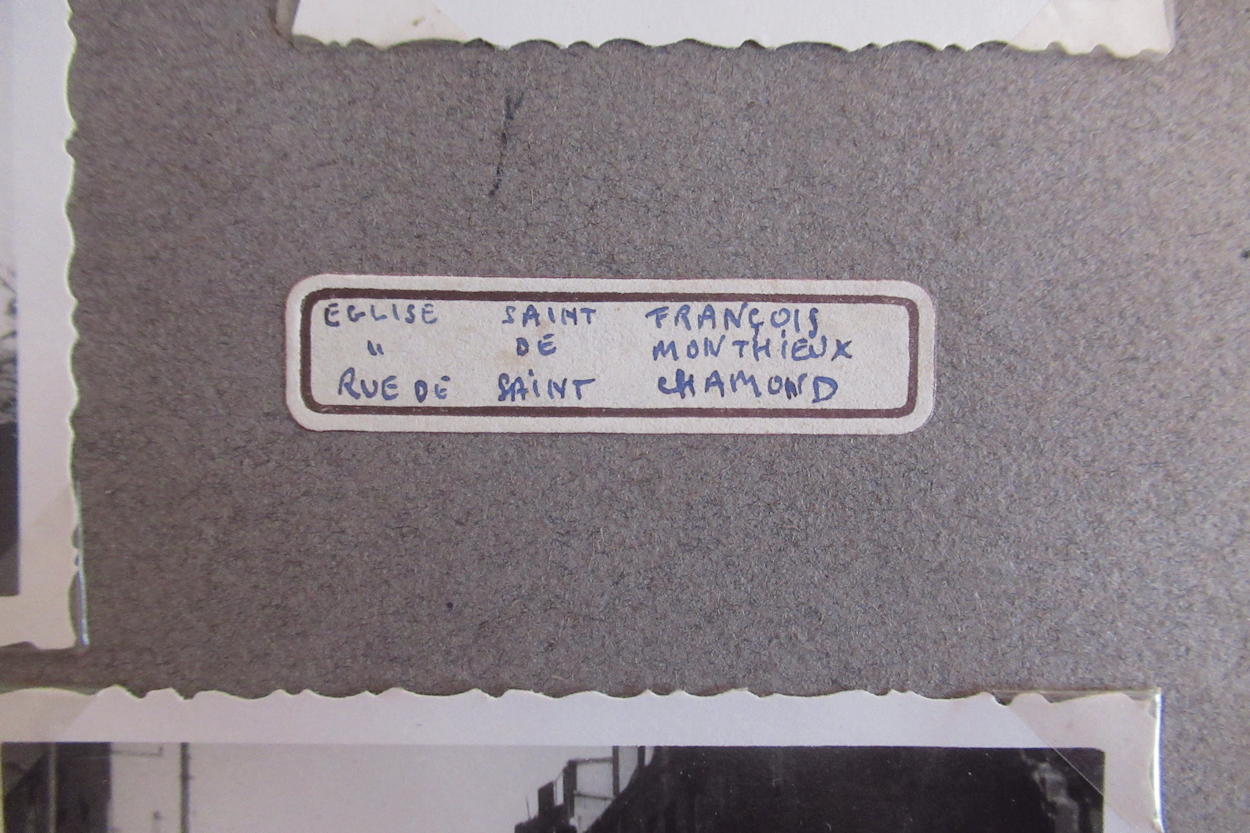 EGLISE SAINT FRANÇOIS
" DE MONTHIEUX
RUE DE SAINT CHAMOND